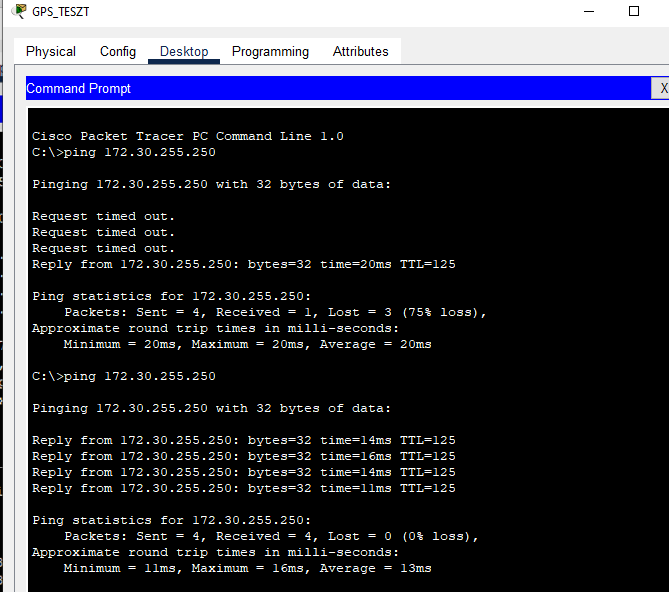 GPS_TESZT
Physical Config Desktop Programming Attributes
Command Prompt
X
Cisco Packet Tracer PC Command Line 1.0
C:\>ping 172.30.255.250
Pinging 172.30.255.250 with 32 bytes of data:
Request timed out.
Request timed out.
Request timed out.
Reply from 172.30.255.250: bytes=32 time=20ms TTL=125
Ping statistics for 172.30.255.250:
Packets: Sent = 4, Received = 1, Lost = 3 (75% loss),
Approximate round trip times in milli-seconds:
Minimum = 20ms, Maximum = 20ms, Average = 20ms
C:\>ping 172.30.255.250
Pinging 172.30.255.250 with 32 bytes of data:
Reply from 172.30.255.250: bytes=32 time=14ms TTL=125
Reply from 172.30.255.250: bytes=32 time=16ms TTL=125
Reply from 172.30.255.250: bytes=32 time=14ms TTL=125
Reply from 172.30.255.250: bytes=32 time=11ms TTL=125
Ping statistics for 172.30.255.250:
Packets: Sent = 4, Received = 4, Lost = 0 (0% loss),
Approximate round trip times in milli-seconds:
Minimum = 11ms, Maximum = 16ms, Average = 13ms